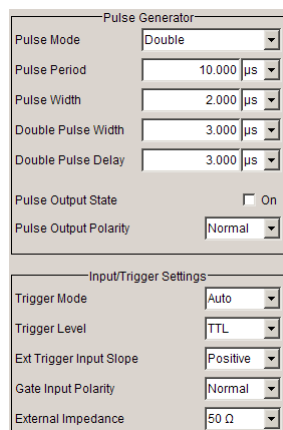 Pulse Generator
Pulse Mode Double
Pulse Period 10.000 µs
Pulse Width 2.000 µs
Double Pulse Width 3.000 µs
Double Pulse Delay 3.000 µs
Pulse Output State On
Pulse Output Polarity Normal
Input/Trigger Settings
Trigger Mode Auto
Trigger Level TTL
Ext Trigger Input Slope Positive
Gate Input Polarity Normal
External Impedance 50 Ω